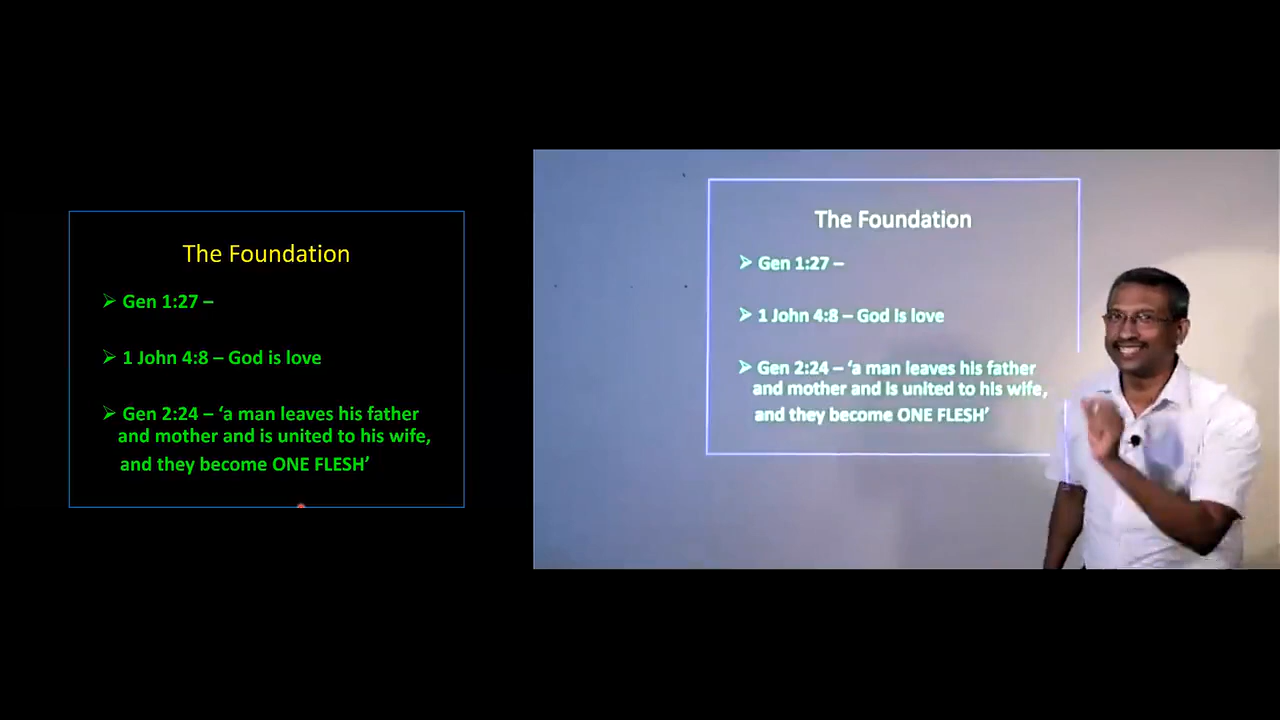 The Foundation
➢ Gen 1:27 –
➢ 1 John 4:8 – God is love
➢ Gen 2:24 – ‘a man leaves his father
and mother and is united to his wife,
and they become ONE FLESH’
The Foundation
➢ Gen 1:27 –
➢ 1 John 4:8 – God is love
➢ Gen 2:24 – ‘a man leaves his father
and mother and is united to his wife,
and they become ONE FLESH’